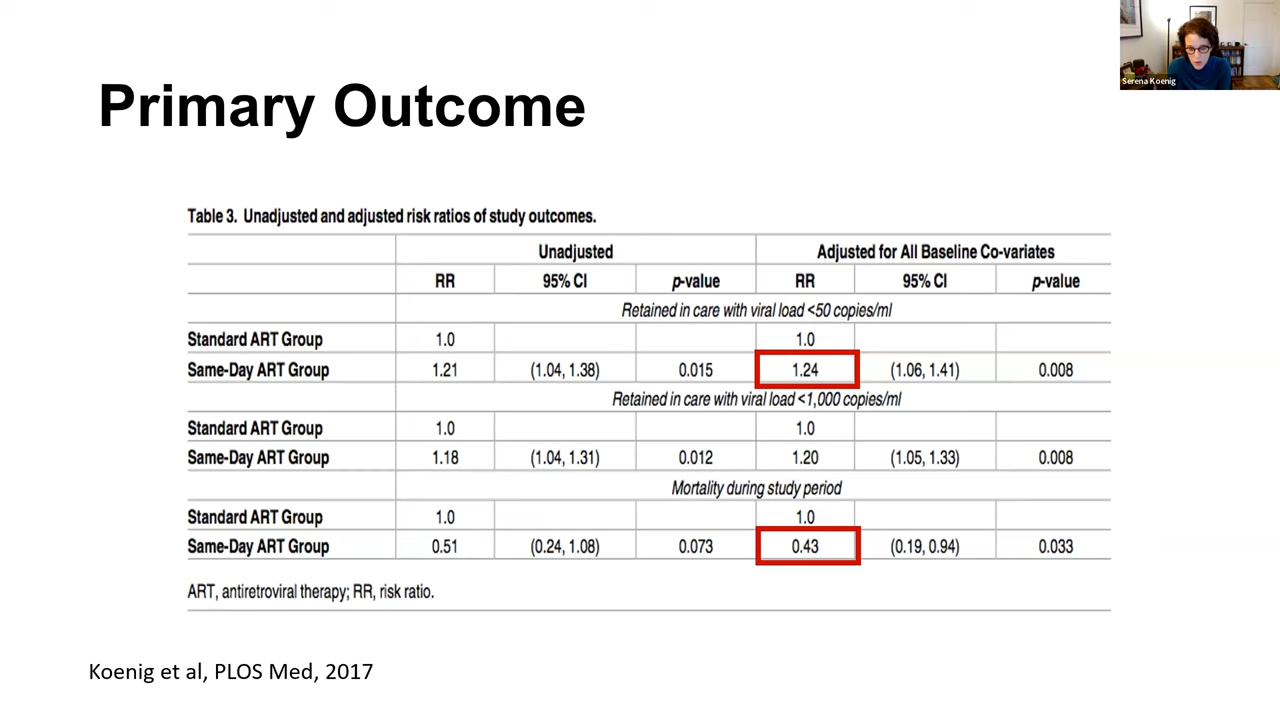 Serena Koenig
Primary Outcome
Table 3. Unadjusted and adjusted risk ratios of study outcomes.
Unadjusted Adjusted for All Baseline Co-variates
RR 95% CI p-value RR 95% CI p-value
Retained in care with viral load <50 copies/ml
Standard ART Group 1.0 1.0
Same-Day ART Group 1.21 (1.04, 1.38) 0.015 1.24 (1.06, 1.41) 0.008
Retained in care with viral load <1,000 copies/ml
Standard ART Group 1.0 1.0
Same-Day ART Group 1.18 (1.04, 1.31) 0.012 1.20 (1.05, 1.33) 0.008
Mortality during study period
Standard ART Group 1.0 1.0
Same-Day ART Group 0.51 (0.24, 1.08) 0.073 0.43 (0.19, 0.94) 0.033
ART, antiretroviral therapy; RR, risk ratio.
Koenig et al, PLOS Med, 2017